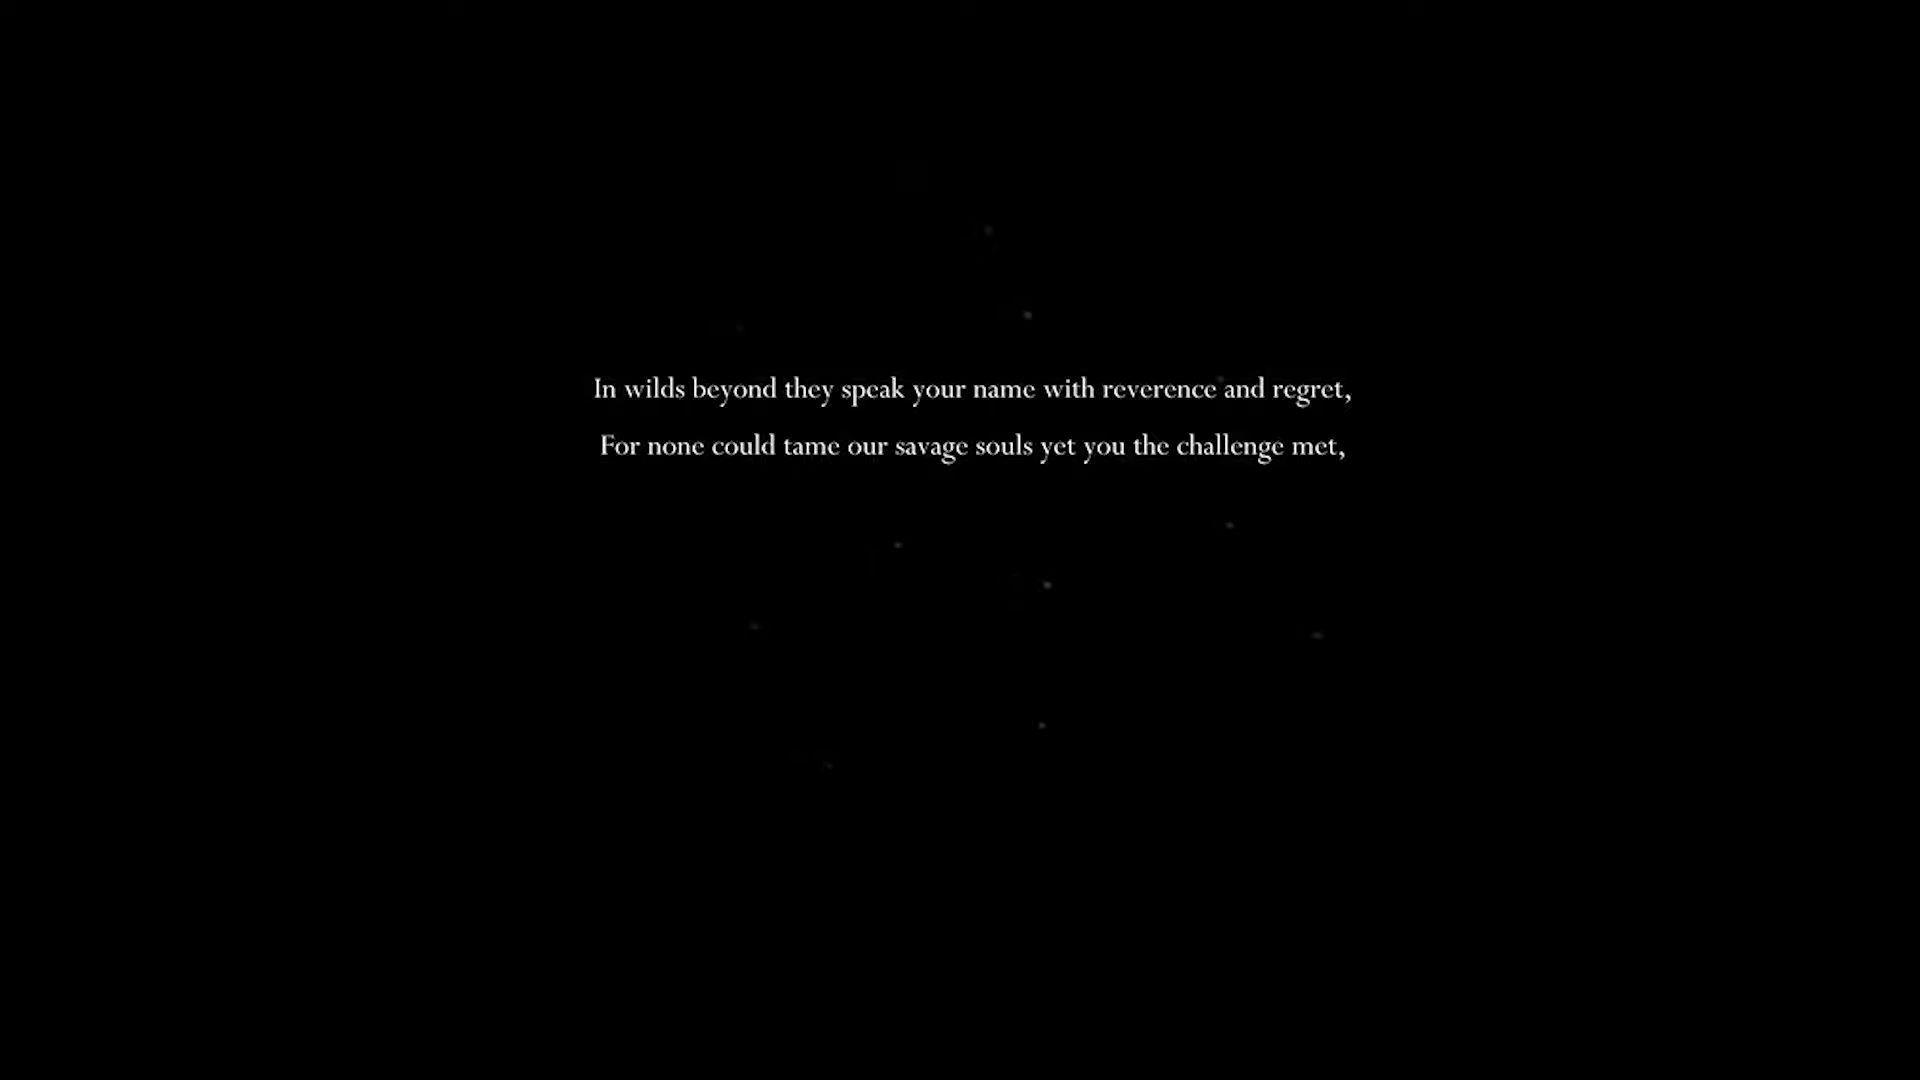 In wilds beyond they speak your name with reverence and regret,
For none could tame our savage souls yet you the challenge met,